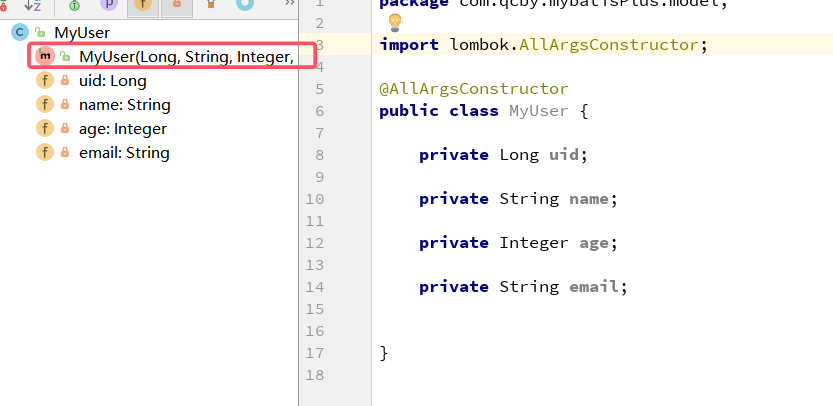 MyUser
MyUser(Long, String, Integer,
uid: Long
name: String
age: Integer
email: String
1 package com.qcby.mybatisPlus.model;
2
3 import lombok.AllArgsConstructor;
4
5 @AllArgsConstructor
6 public class MyUser {
7
8 private Long uid;
9
10 private String name;
11
12 private Integer age;
13
14 private String email;
15
16
17 }
18